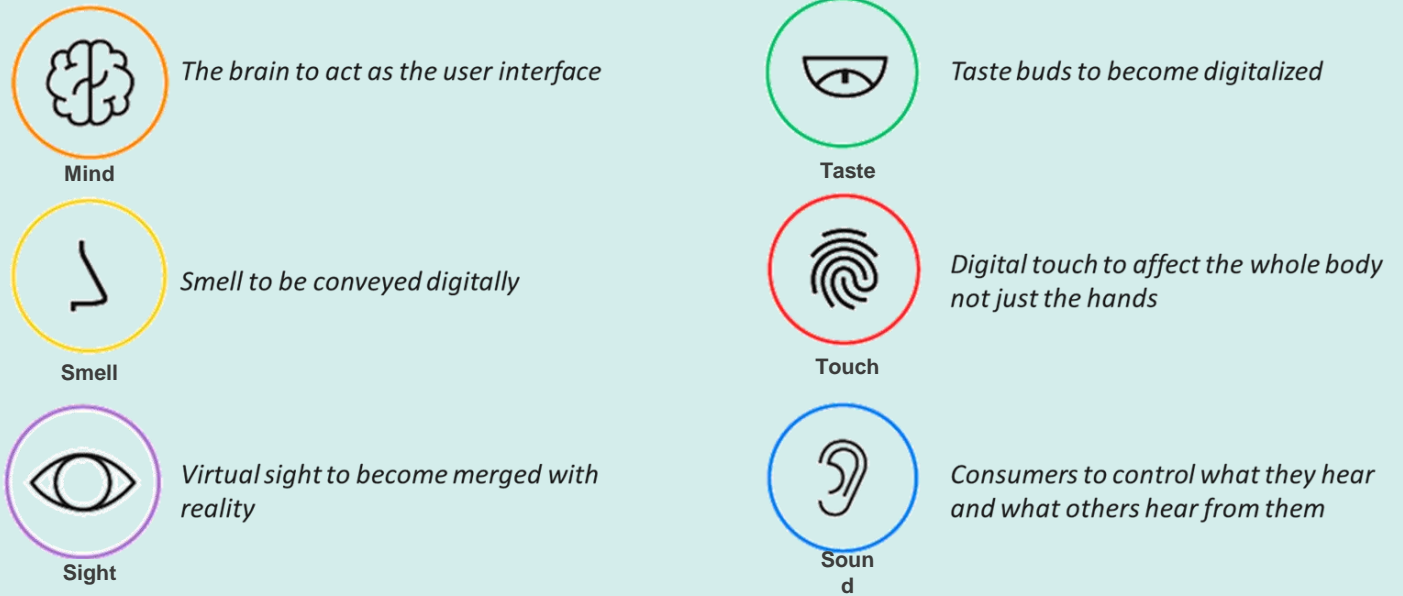 The brain to act as the user interface
Mind
Taste buds to become digitalized
Taste
Smell to be conveyed digitally
Smell
Digital touch to affect the whole body
not just the hands
Touch
Virtual sight to become merged with
reality
Sight
Consumers to control what they hear
and what others hear from them
Soun
d